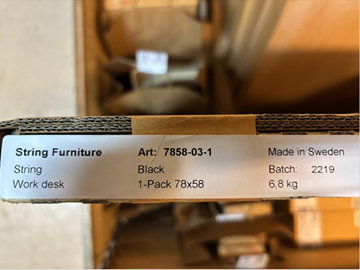 String Furniture Art: 7858-03-1 Made in Sweden
String Black Batch: 2219
Work desk 1-Pack 78x58 6,8 kg